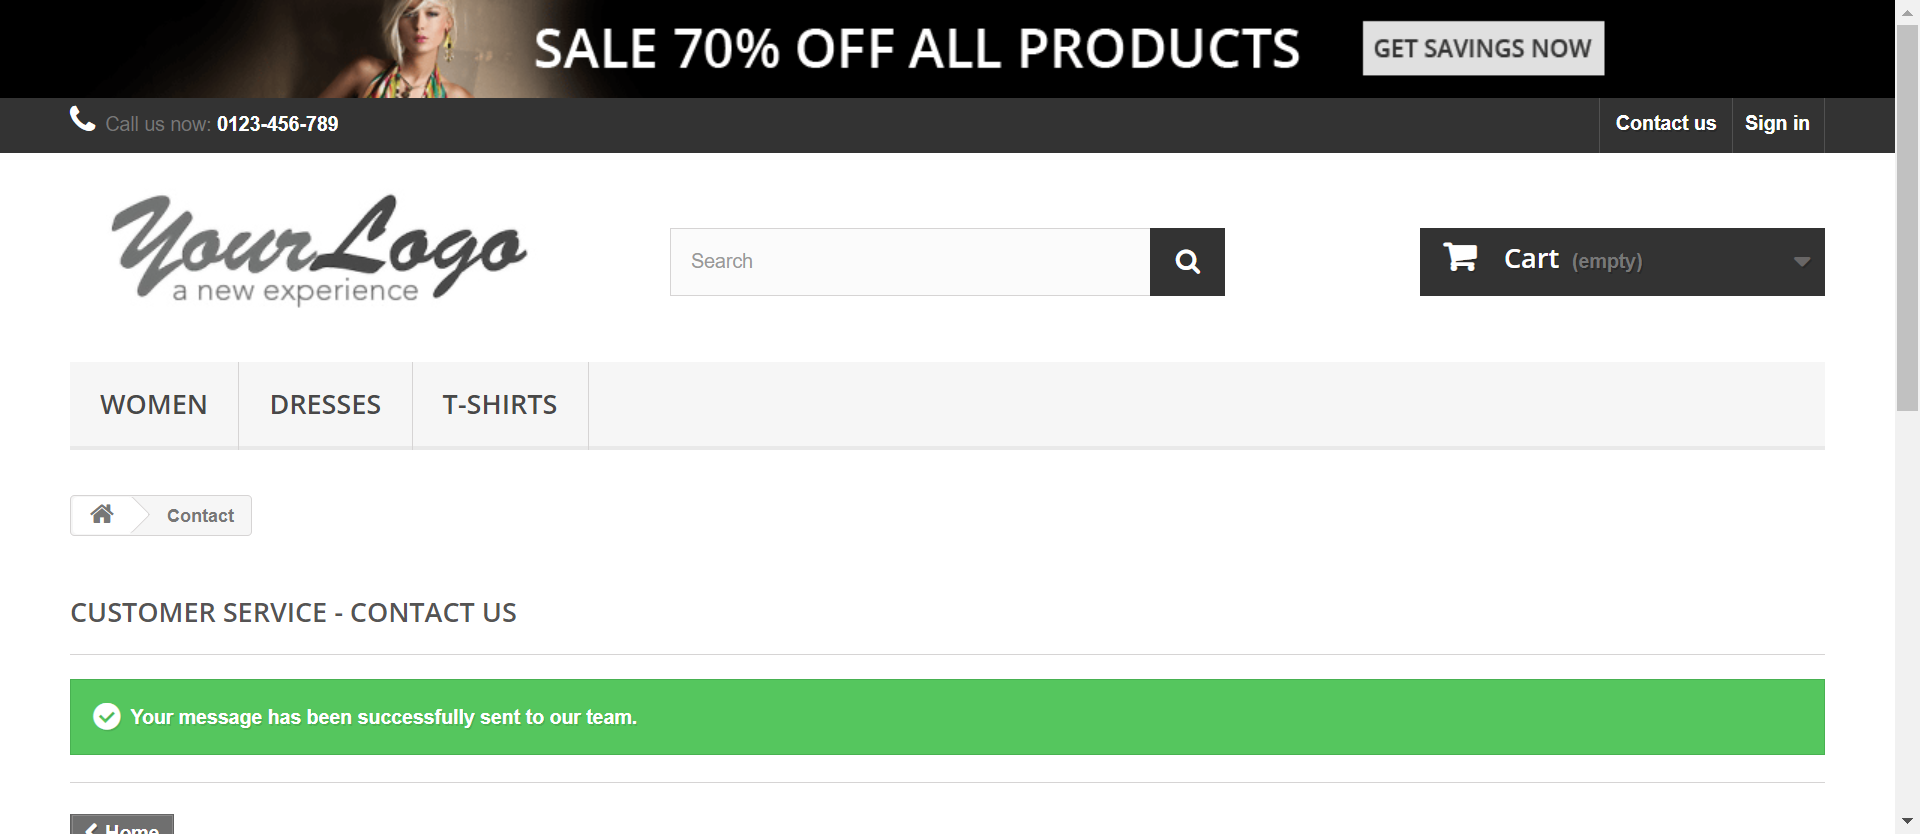 SALE 70% OFF ALL PRODUCTS
GET SAVINGS NOW
Call us now: 0123-456-789
Contact us
Sign in
YourLogo
a new experience
Search
Cart (empty)
WOMEN
DRESSES
T-SHIRTS
Contact
CUSTOMER SERVICE - CONTACT US
Your message has been successfully sent to our team.
Home